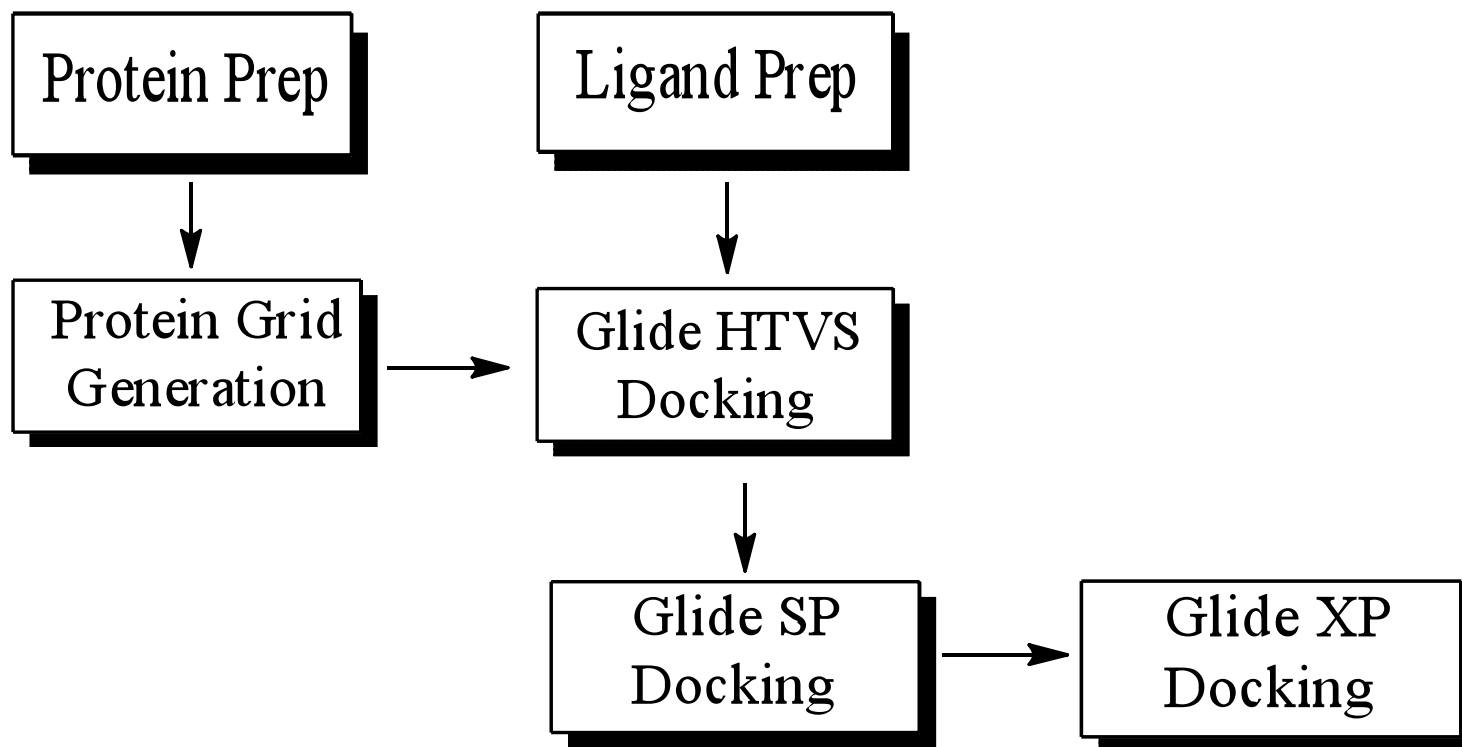 Protein Prep
Ligand Prep
Protein Grid
Generation
Glide HTVS
Docking
Glide SP
Docking
Glide XP
Docking